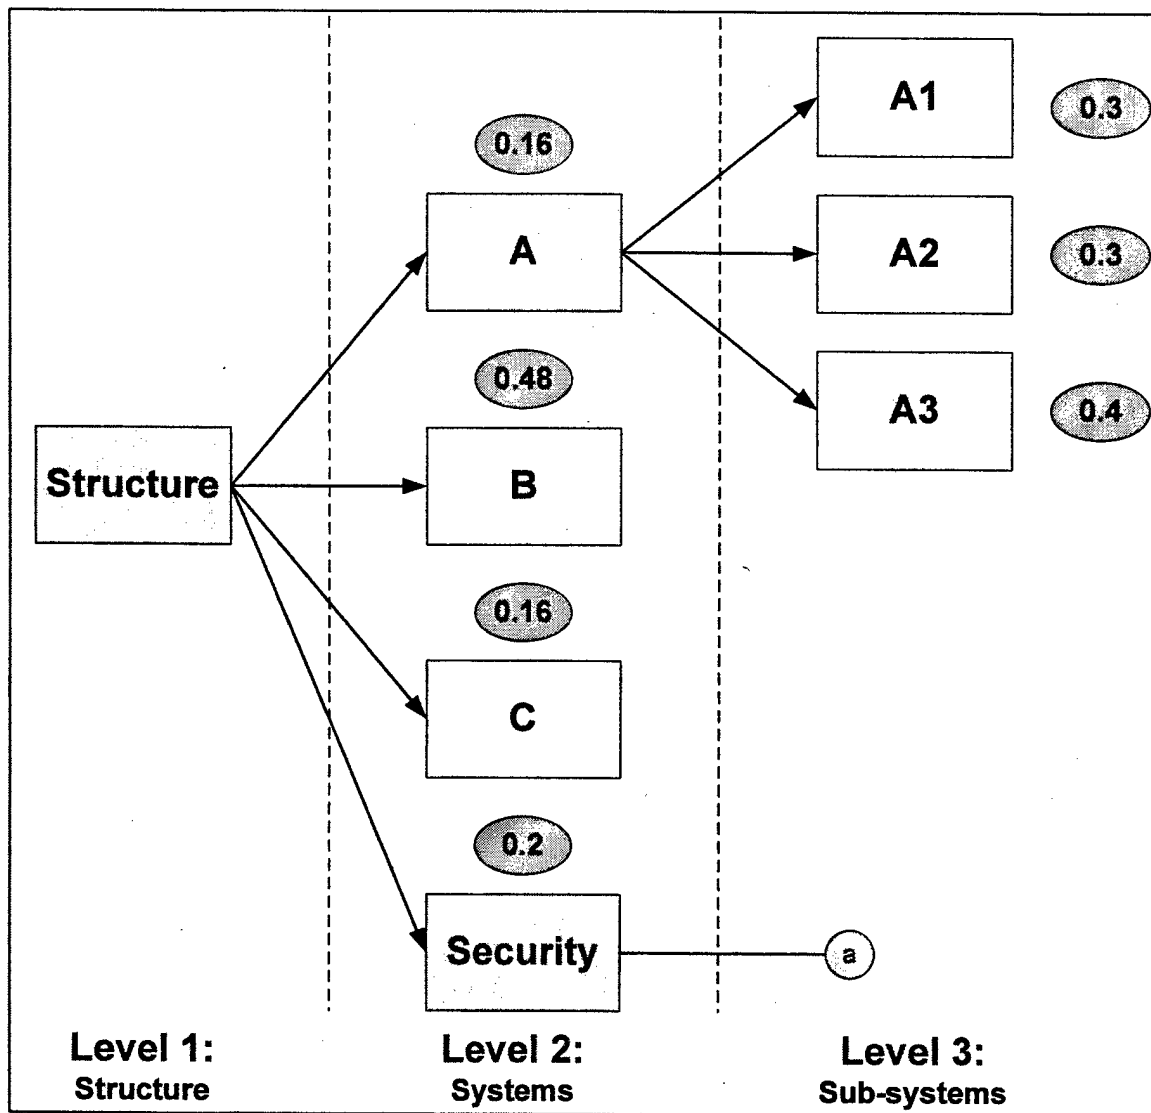 A1
0.3
0.16
A
A2
0.3
0.48
A3
0.4
Structure
B
0.16
C
0.2
Security
a
Level 1:
Structure
Level 2:
Systems
Level 3:
Sub-systems